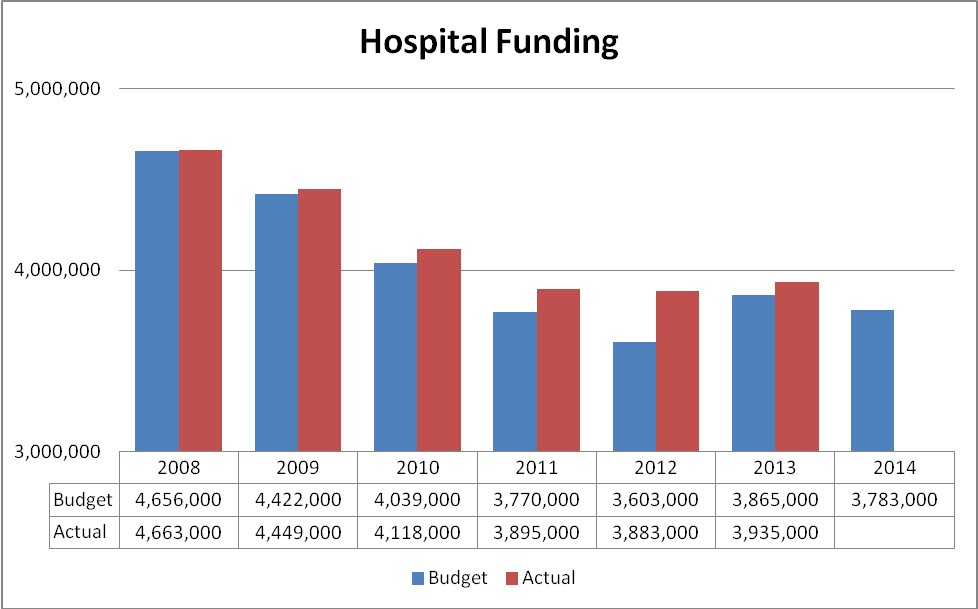 Hospital Funding
5,000,000
4,000,000
3,000,000
2008 2009 2010 2011 2012 2013 2014
Budget 4,656,000 4,422,000 4,039,000 3,770,000 3,603,000 3,865,000 3,783,000
Actual 4,663,000 4,449,000 4,118,000 3,895,000 3,883,000 3,935,000
Budget Actual